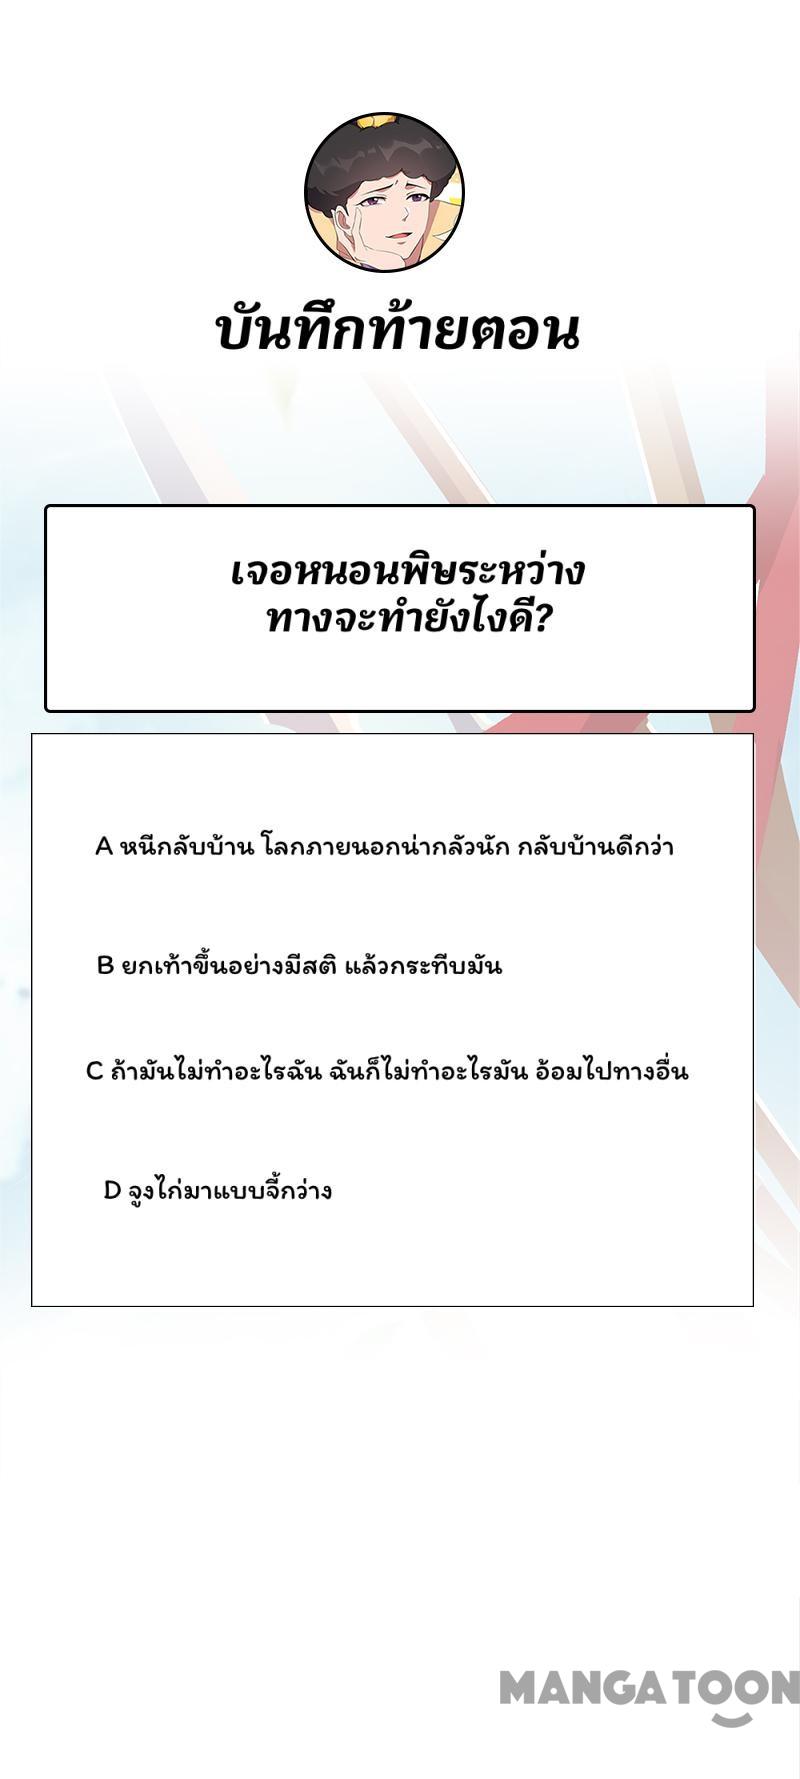 บันทึกท้ายตอน
เจอหนอนพิษระหว่าง
ทางจะทำยังไงดี?
A หนีกลับบ้าน โลกภายนอกน่ากลัวนัก กลับบ้านดีกว่า
B ยกเท้าขึ้นอย่างมีสติ แล้วกระทืบมัน
C ถ้ามันไม่ทำอะไรฉัน ฉันก็ไม่ทำอะไรมัน อ้อมไปทางอื่น
D จูงไก่มาแบบจี้กว่าง
MANGATOON